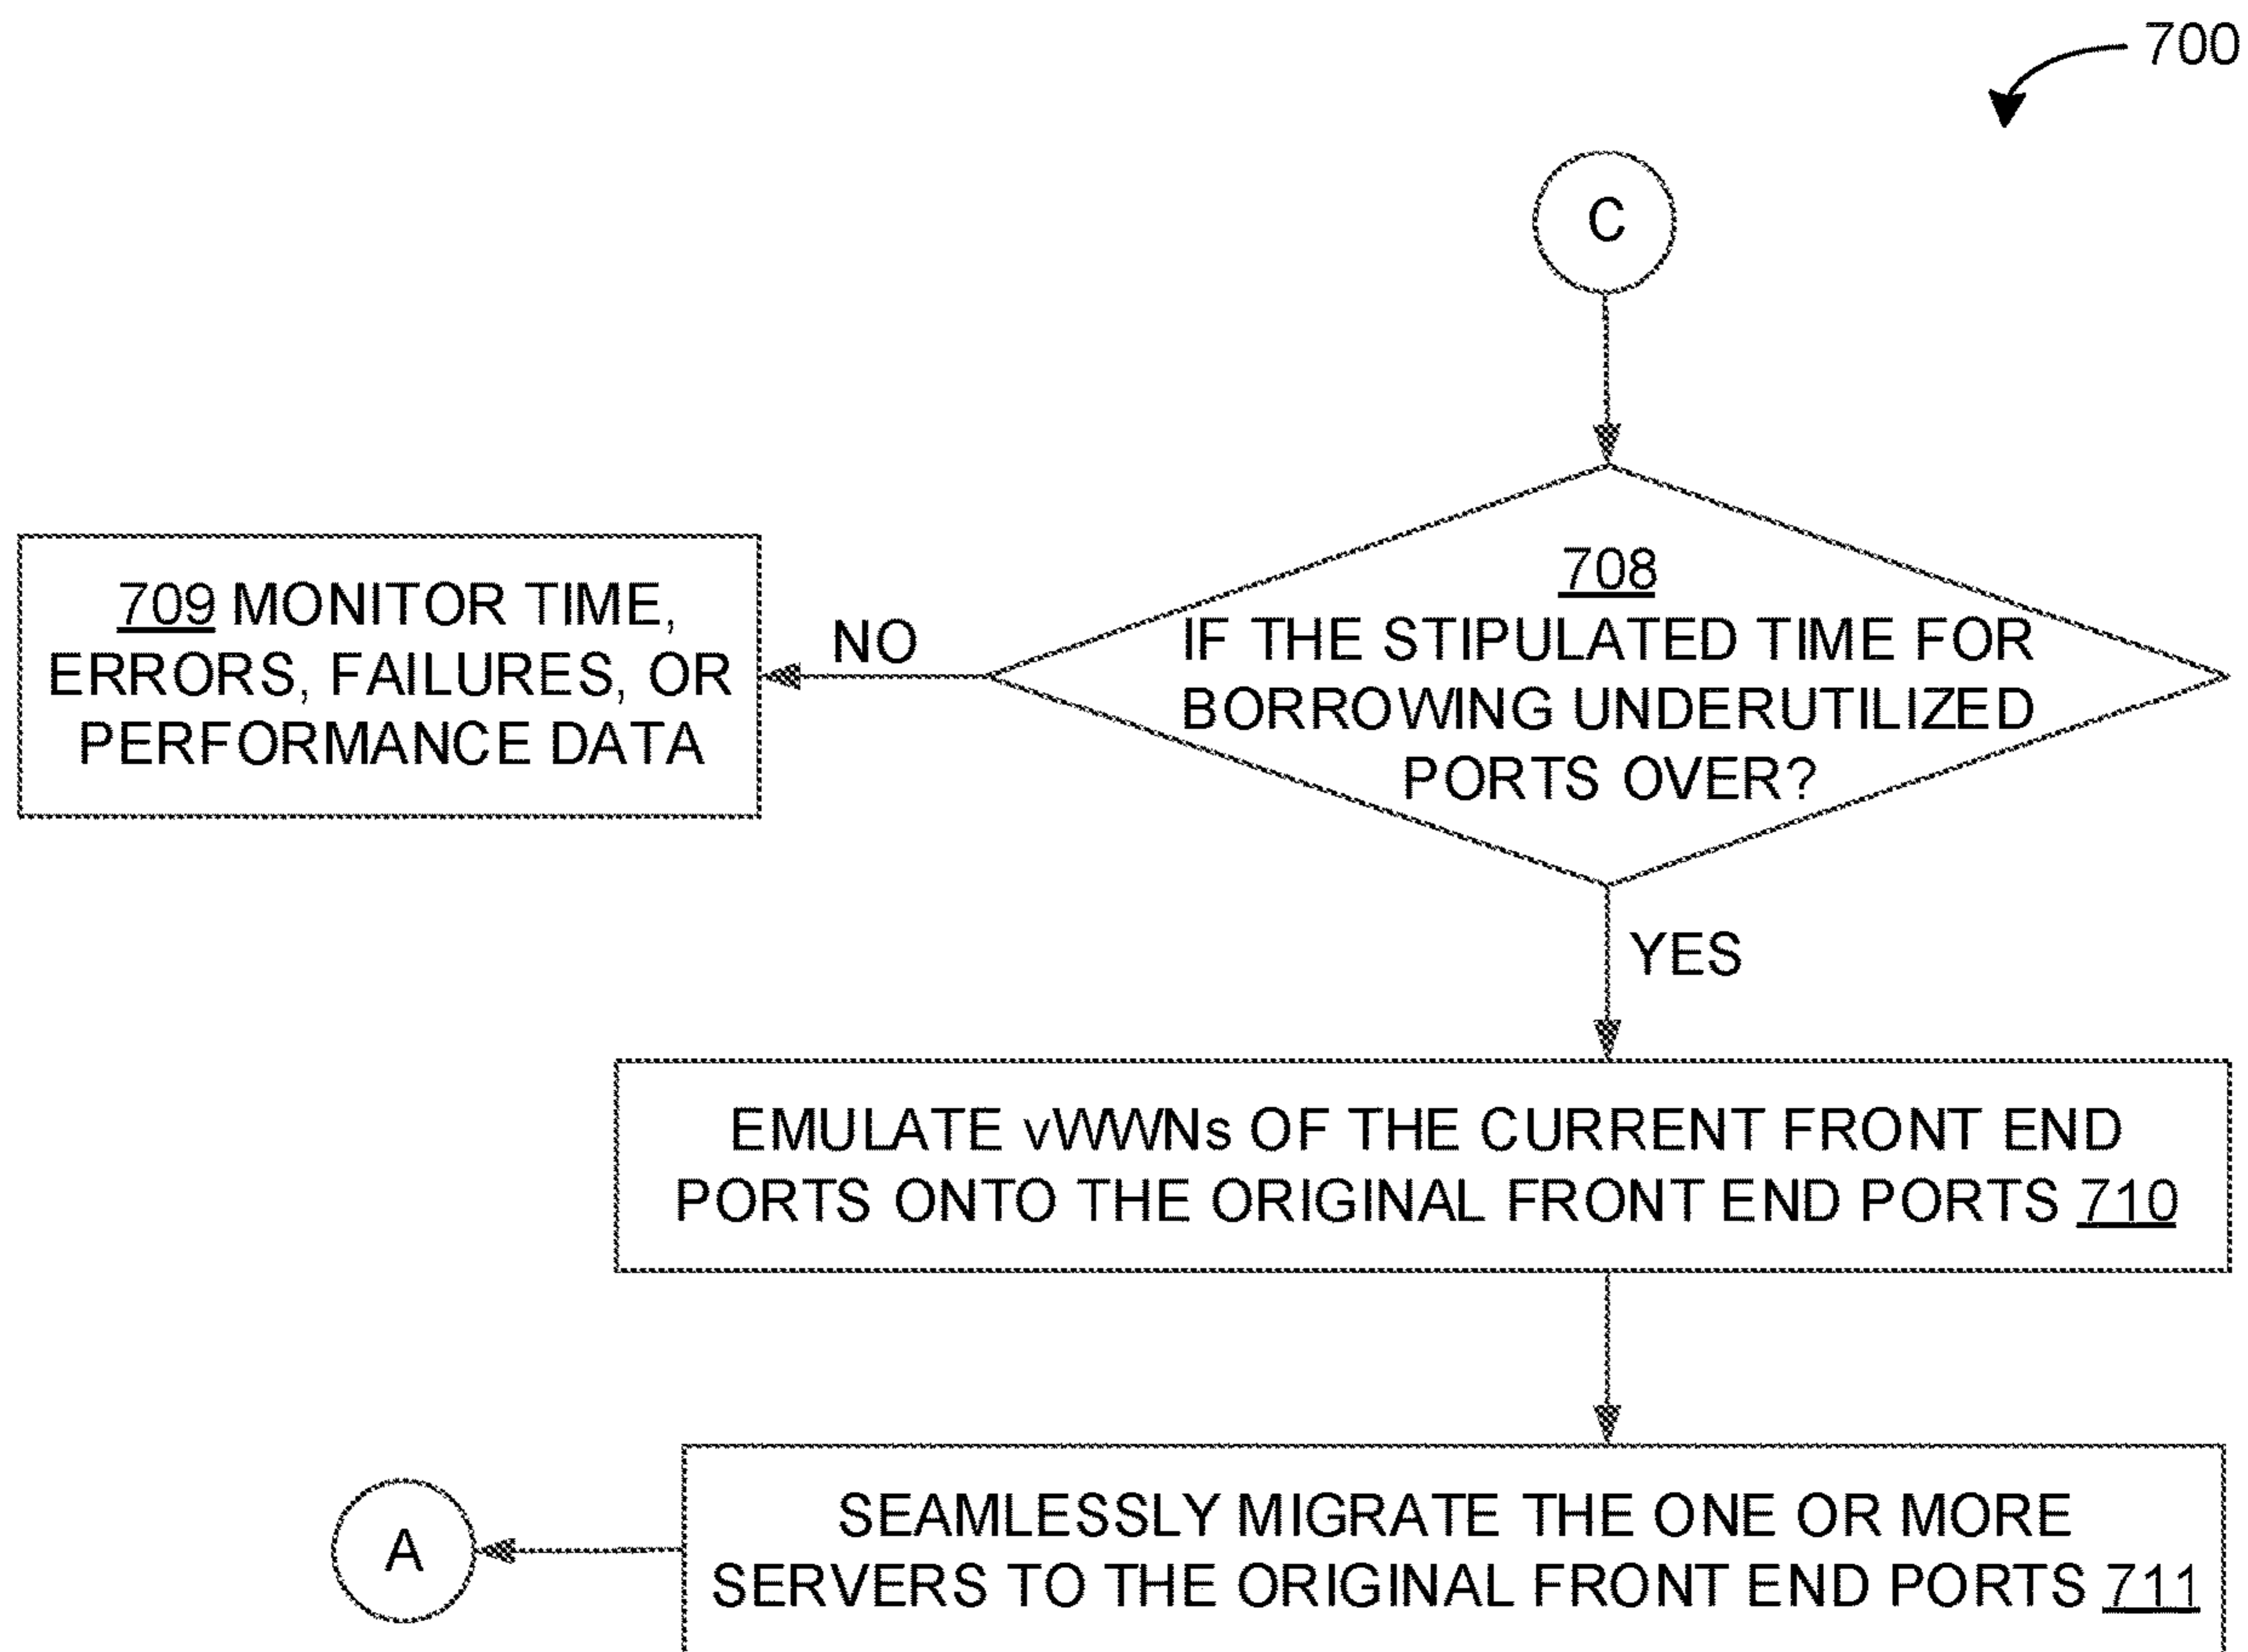 700
C
708
IF THE STIPULATED TIME FOR
BORROWING UNDERUTILIZED
PORTS OVER?
NO
709 MONITOR TIME,
ERRORS, FAILURES, OR
PERFORMANCE DATA
YES
EMULATE vWWNs OF THE CURRENT FRONT END
PORTS ONTO THE ORIGINAL FRONT END PORTS 710
SEAMLESSLY MIGRATE THE ONE OR MORE
SERVERS TO THE ORIGINAL FRONT END PORTS 711
A